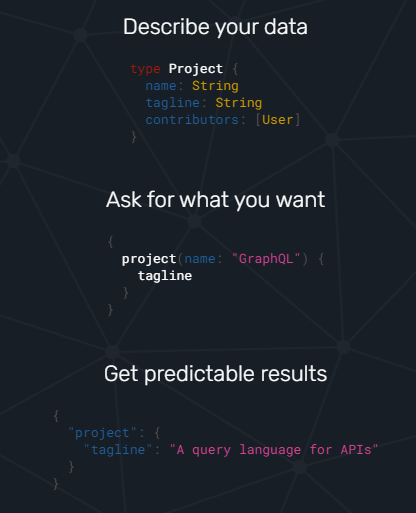 Describe your data
type Project {
  name: String
  tagline: String
  contributors: [User]
}
Ask for what you want
{
  project(name: "GraphQL") {
    tagline
  }
}
Get predictable results
{
  "project": {
    "tagline": "A query language for APIs"
  }
}